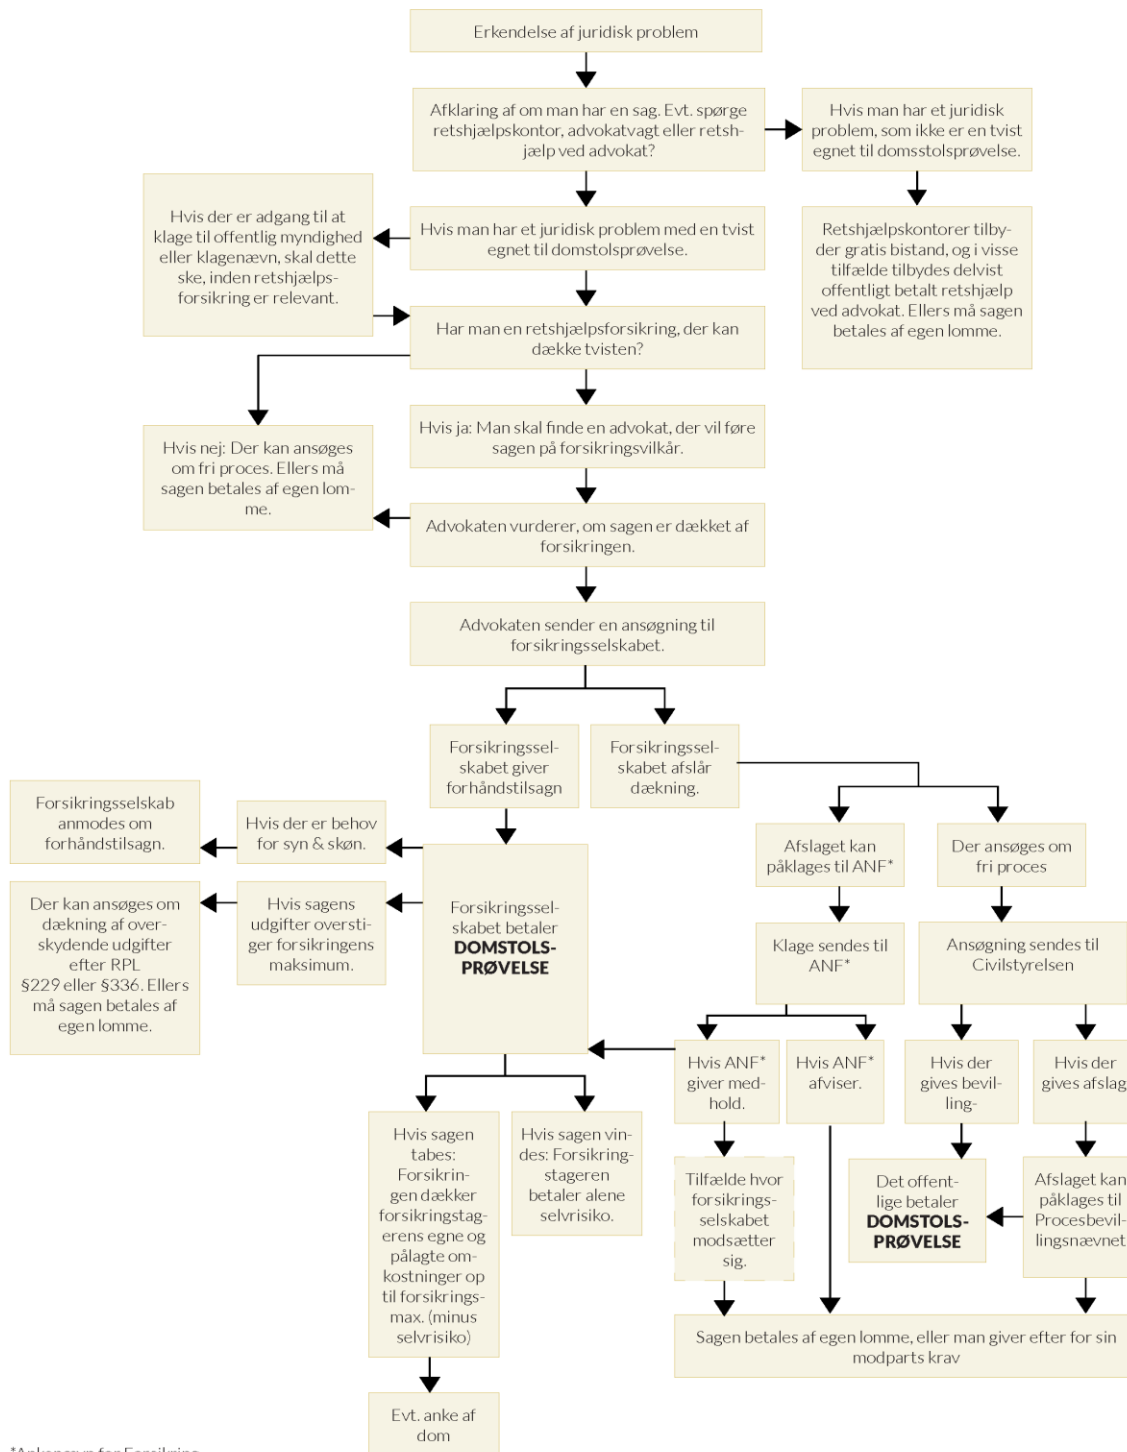 Erkendelse af juridisk problem
Afklaring af om man har en sag. Evt. spørge
retshjælpskontor, advokatvagt eller retsh-
jælp ved advokat?
Hvis man har et juridisk
problem, som ikke er en tvist
egnet til domsstolsprøvelse.
Hvis der er adgang til at
klage til offentlig myndighed
eller klagenævn, skal dette
ske, inden retshjælps-
forsikring er relevant.
Hvis man har et juridisk problem med en tvist
egnet til domstolsprøvelse.
Retshjælpskontorer tilby-
der gratis bistand, og i visse
tilfælde tilbydes delvist
offentligt betalt retshjælp
ved advokat. Ellers må sagen
betales af egen lomme.
Har man en retshjælpsforsikring, der kan
dække tvisten?
Hvis ja: Man skal finde en advokat, der vil føre
sagen på forsikringsvilkår.
Hvis nej: Der kan ansøges
om fri proces. Ellers må
sagen betales af egen lom-
me.
Advokaten vurderer, om sagen er dækket af
forsikringen.
Advokaten sender en ansøgning til
forsikringsselskabet.
Forsikringssel-
skabet giver
forhåndstilsagn
Forsikringssel-
skabet afslår
dækning.
Forsikringsselskab
anmodes om
forhåndstilsagn.
Hvis der er behov
for syn & skøn.
Afslaget kan
påklages til ANF*
Der ansøges om
fri proces
Der kan ansøges om
dækning af over-
skydende udgifter
efter RPL
§229 eller §336. Ellers
må sagen betales af
egen lomme.
Hvis sagens
udgifter oversti-
ger forsikringens
maksimum.
Forsikringssel-
skabet betaler
DOMSTOLS-
PRØVELSE
Klage sendes til
ANF*
Ansøgning sendes til
Civilstyrelsen
Hvis ANF*
giver med-
hold.
Hvis ANF*
afviser.
Hvis der
gives bevil-
ling-
Hvis der
gives afslag
Hvis sagen
tabes:
Forsikrin-
gen dækker
forsikringstag-
erens egne og
pålagte om-
kostninger op
til forsikrings-
max. (minus
selvrisiko)
Hvis sagen vin-
des: Forsikring-
stageren
betaler alene
selvrisiko.
Tilfælde hvor
forsikrings-
selskabet
modsætter
sig.
Det offent-
lige betaler
DOMSTOLS-
PRØVELSE
Afslaget kan
påklages til
Procesbevil-
lingsnævnet
Sagen betales af egen lomme, eller man giver efter for sin
modparts krav
Evt. anke af
dom
*Ankenævn for Forsikring